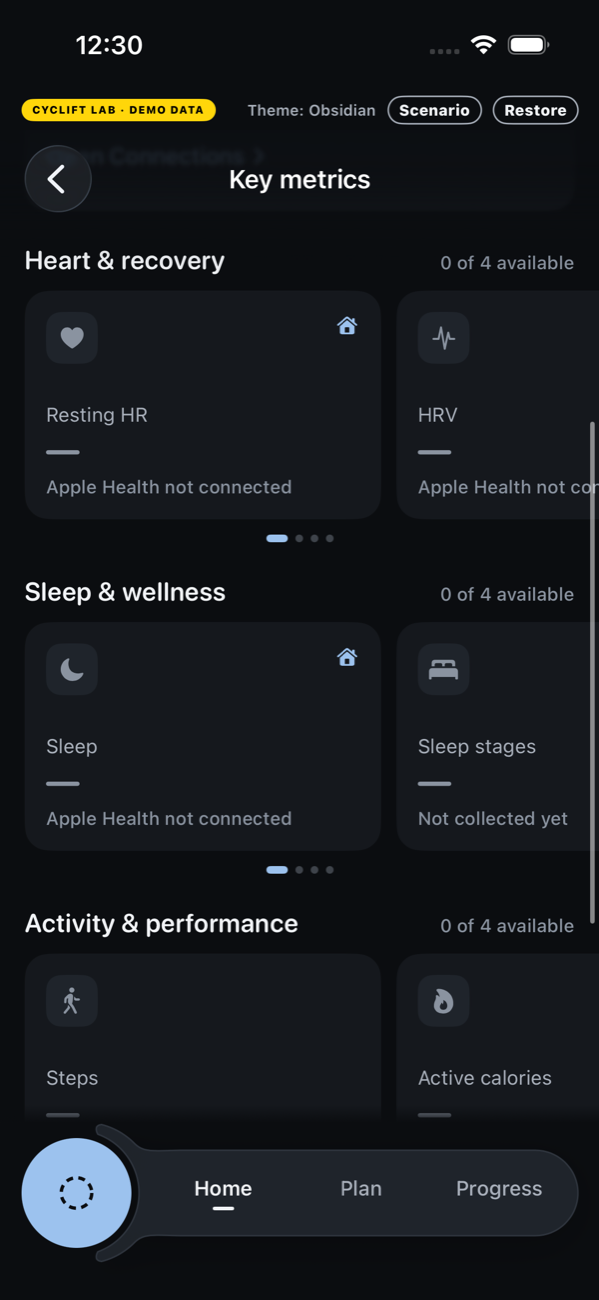 12:30
CYCLIFT LAB · DEMO DATA
Theme: Obsidian
Scenario
Restore
Connections
Key metrics
Heart & recovery
0 of 4 available
Resting HR
Apple Health not connected
HRV
Apple Health not
Sleep & wellness
0 of 4 available
Sleep
Apple Health not connected
Sleep stages
Not collected yet
Activity & performance
0 of 4 available
Steps
Active calories
Home
Plan
Progress